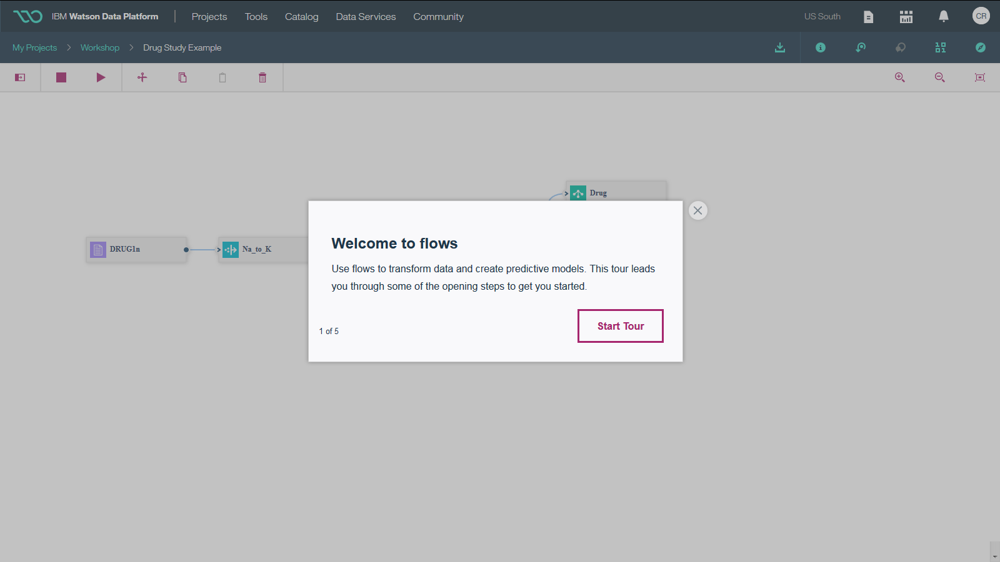 IBM Watson Data Platform
Projects
Tools
Catalog
Data Services
Community
US South
CR
My Projects > Workshop > Drug Study Example
Drug
DRUG1n
Na_to_K
Welcome to flows
Use flows to transform data and create predictive models. This tour leads
you through some of the opening steps to get you started.
1 of 5
Start Tour